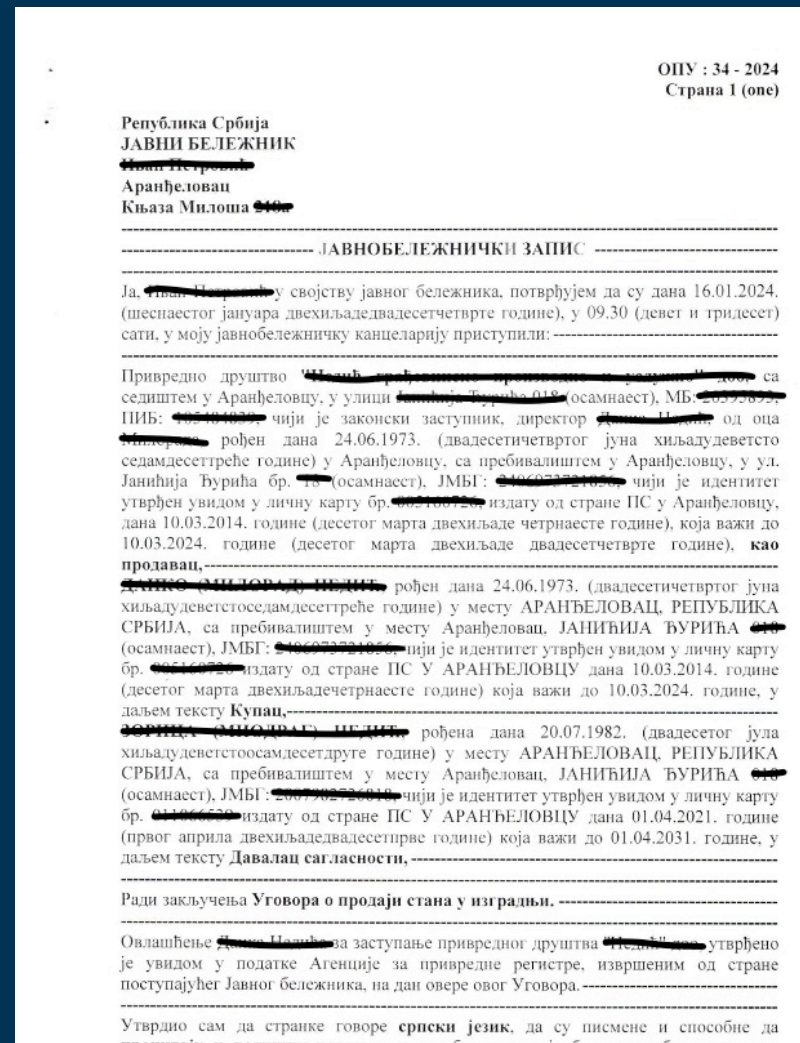 ОПУ : 34 - 2024
Страна 1 (one)
Република Србија
ЈАВНИ БЕЛЕЖНИК
Аранђеловац
Књаза Милоша
ЈАВНОБЕЛЕЖНИЧКИ ЗАПИС
Ја, у својству јавног бележника, потврђујем да су дана 16.01.2024.
(шеснаестог јануара двехиљадедвадесетчетврте године), у 09.30 (девет и тридесет)
сати, у моју јавнобележничку канцеларију приступили:
Привредно друштво са
седиштем у Аранђеловцу, у улици (осамнаест), МБ:
ПИБ: чији је законски заступник, директор од оца
рођен дана 24.06.1973. (двадесетичетвртог јуна хиљадудеветсто
седамдесеттреће године) у Аранђеловцу, са пребивалиштем у Аранђеловцу, у ул.
Јанићија Ђурића бр. (осамнаест), ЈМБГ: чији је идентитет
утврђен увидом у личну карту бр. издату од стране ПС у Аранђеловцу,
дана 10.03.2014. године (десетог марта двехиљаде четрнаесте године), која важи до
10.03.2024. године (десетог марта двехиљаде двадесетчетврте године), као
продавац,
рођен дана 24.06.1973. (двадесетичетвртог јуна
хиљадудеветстоседамдесеттреће године) у месту АРАНЂЕЛОВАЦ, РЕПУБЛИКА
СРБИЈА, са пребивалиштем у месту Аранђеловац, ЈАНИЋИЈА ЂУРИЋА
(осамнаест), ЈМБГ: чији је идентитет утврђен увидом у личну карту
бр. издату од стране ПС У АРАНЂЕЛОВЦУ дана 10.03.2014. године
(десетог марта двехиљадечетрнаесте године) која важи до 10.03.2024. године, у
даљем тексту Купац,
рођена дана 20.07.1982. (двадесетог јула
хиљадудеветстоосамдесетдруге године) у месту АРАНЂЕЛОВАЦ, РЕПУБЛИКА
СРБИЈА, са пребивалиштем у месту Аранђеловац, ЈАНИЋИЈА ЂУРИЋА
(осамнаест), ЈМБГ: чији је идентитет утврђен увидом у личну карту
бр. издату од стране ПС У АРАНЂЕЛОВЦУ дана 01.04.2021. године
(првог априла двехиљадедвадесетпрве године) која важи до 01.04.2031. године, у
даљем тексту Давалац сагласности,
Ради закључења Уговора о продаји стана у изградњи.
Овлашћење за заступање привредног друштва утврђено
је увидом у податке Агенције за привредне регистре, извршеним од стране
поступајућег Јавног бележника, на дан овере овог Уговора.
Утврдио сам да странке говоре српски језик, да су писмене и способне да